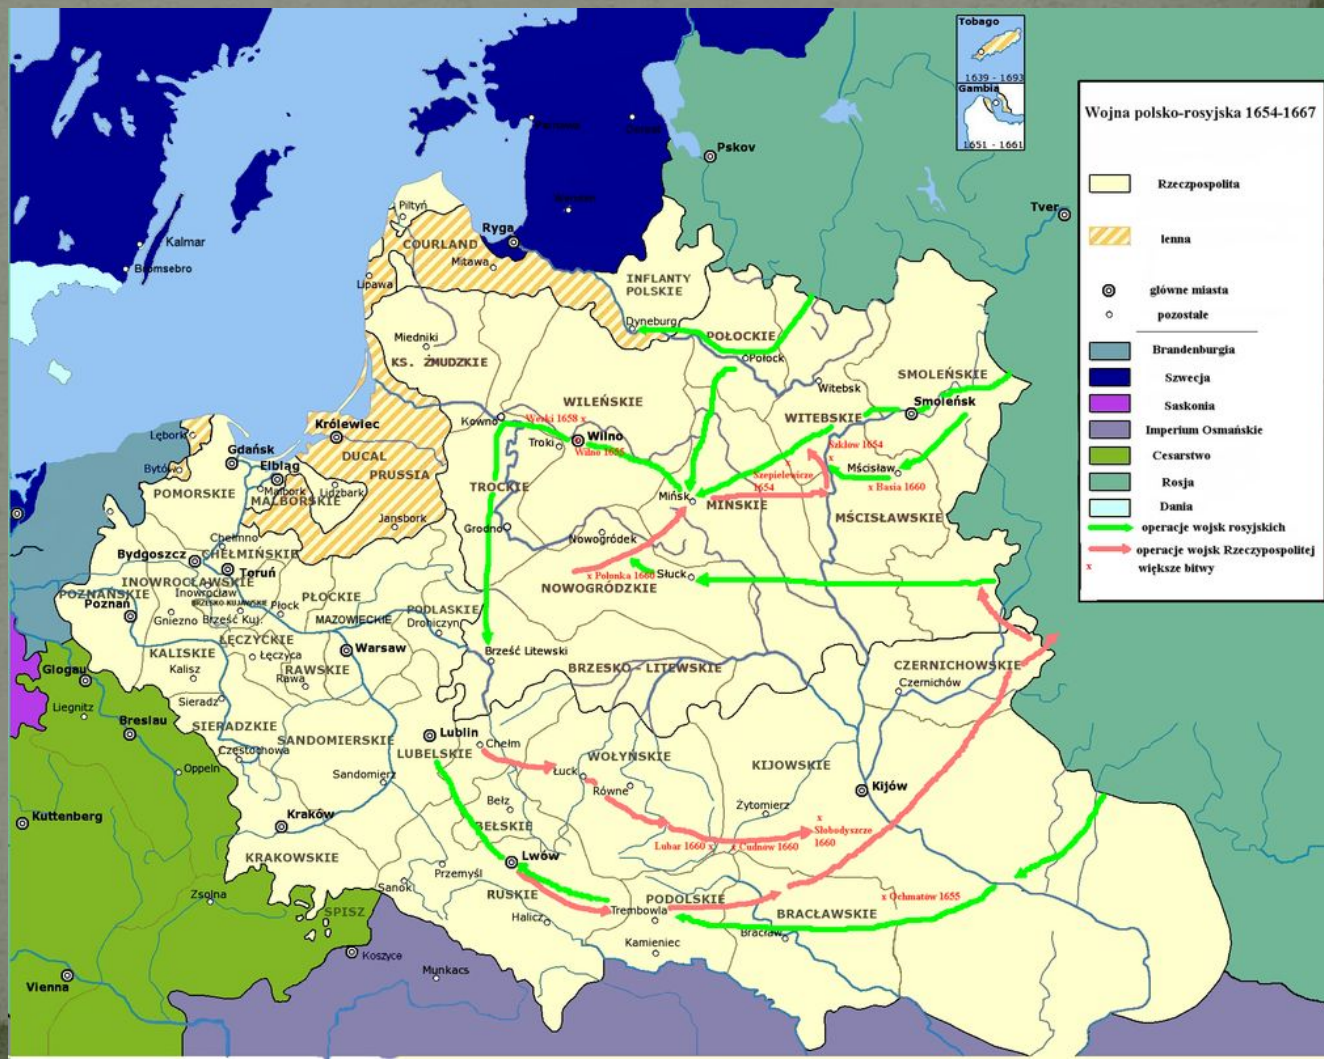 Tobago
1639 - 1693
Gambia
1651 - 1661
Wojna polsko-rosyjska 1654-1667
Rzeczpospolita
lenna
główne miasta
pozostałe
Brandenburgia
Szwecja
Saskonia
Imperium Osmańskie
Cesarstwo
Rosja
Dania
operacje wojsk rosyjskich
operacje wojsk Rzeczypospolitej
x
większe bitwy
Pskov
Tver
Kalmar
Bromsebro
Piltyń
Ryga
COURLAND
Mitawa
Lipawa
INFLANTY
POLSKIE
Dyneburg
POŁOCKIE
Połock
Miedniki
KS. ŻMUDZKIE
WILEŃSKIE
Witebsk
SMOLEŃSKIE
Smoleńsk
WITEBSKIE
Kowno
Troki
Wilno
Wilno 1655
Szkłów 1654
x
x
Szepielewicze
1654
Mścisław
x Basia 1660
Lębork
Gdańsk
Królewiec
DUCAL
PRUSSIA
Elbląg
Bytów
Malbork
Lidzbark
MALBORSKIE
POMORSKIE
Jansbork
TROCKIE
Mińsk
MIŃSKIE
MŚCISŁAWSKIE
Grodno
Nowogródek
Chełmno
Bydgoszcz
CHEŁMIŃSKIE
Toruń
INOWROCŁAWSKIE
Inowrocław
POZNAŃSKIE
Poznań
BRZESKO-KUJAWSKIE
Płock
PŁOCKIE
Gniezno
Brześć Kuj.
MAZOWIECKIE
PODLASKIE
Droniczyn
x Połonka 1660
Słuck
NOWOGRÓDZKIE
ŁĘCZYCKIE
KALISKIE
Łęczyca
Warsaw
Kalisz
RAWSKIE
Rawa
Brześć Litewski
BRZESKO - LITEWSKIE
CZERNICHOWSKIE
Czernichów
Glogau
Liegnitz
Sieradz
SIERADZKIE
Breslau
SANDOMIERSKIE
Częstochowa
Oppeln
Lublin
LUBELSKIE
Chełm
Sandomierz
WOŁYŃSKIE
Łuck
Równe
KIJOWSKIE
Kijów
Żytomierz
Kuttenberg
Kraków
Bełz
BEŁSKIE
x
Słobodyszcze
1660
Lubar 1660 x
x Cudnów 1660
KRAKOWSKIE
Lwów
Przemyśl
Sanok
RUSKIE
Halicz
Zsolna
SPISZ
Trembowla
PODOLSKIE
x Ochmatów 1655
BRACŁAWSKIE
Bracław
Kamieniec
Koszyce
Munkacs
Vienna